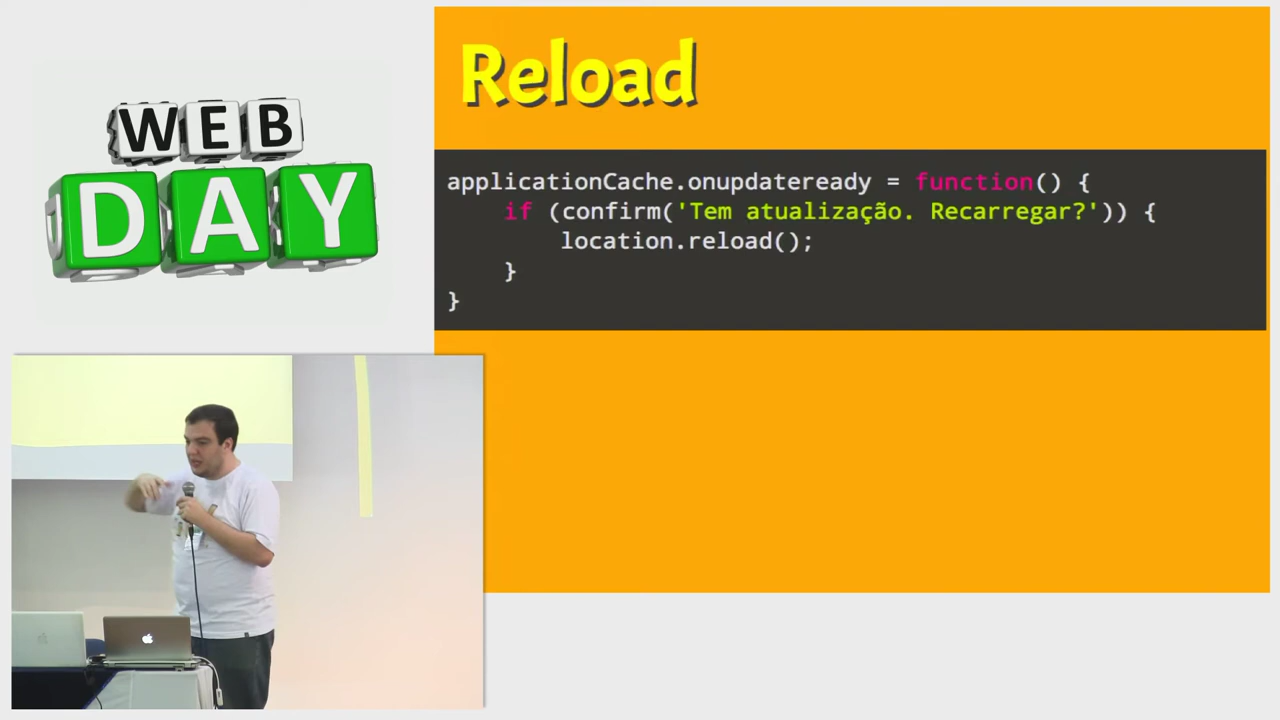 WEB
DAY
Reload
applicationCache.onupdateready = function() {
    if (confirm('Tem atualização. Recarregar?')) {
        location.reload();
    }
}